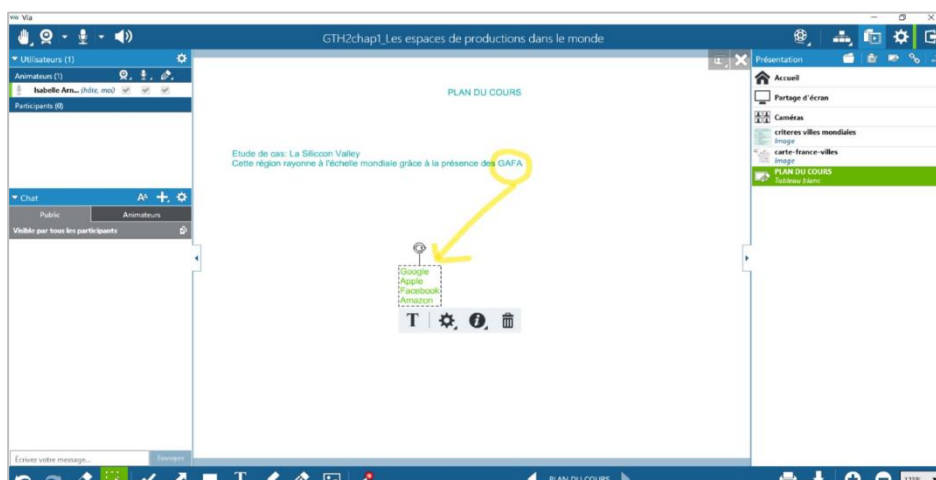 via Via
GTH2chap1_Les espaces de productions dans le monde
Utilisateurs (1)
Animateurs (1)
Isabelle Arn... (hôte, moi)
Participants (0)
Chat
Public
Animateurs
Visible par tous les participants
Écrivez votre message...
Envoyer
PLAN DU COURS
Etude de cas: La Siliccon Valley
Cette région rayonne à l'échelle mondiale grâce à la présence des GAFA
Google
Apple
Facebook
Amazon
T
Présentation
Accueil
Partage d'écran
Caméras
criteres villes mondiales
Image
carte-france-villes
Image
PLAN DU COURS
Tableau blanc
T
PLAN DU COURS